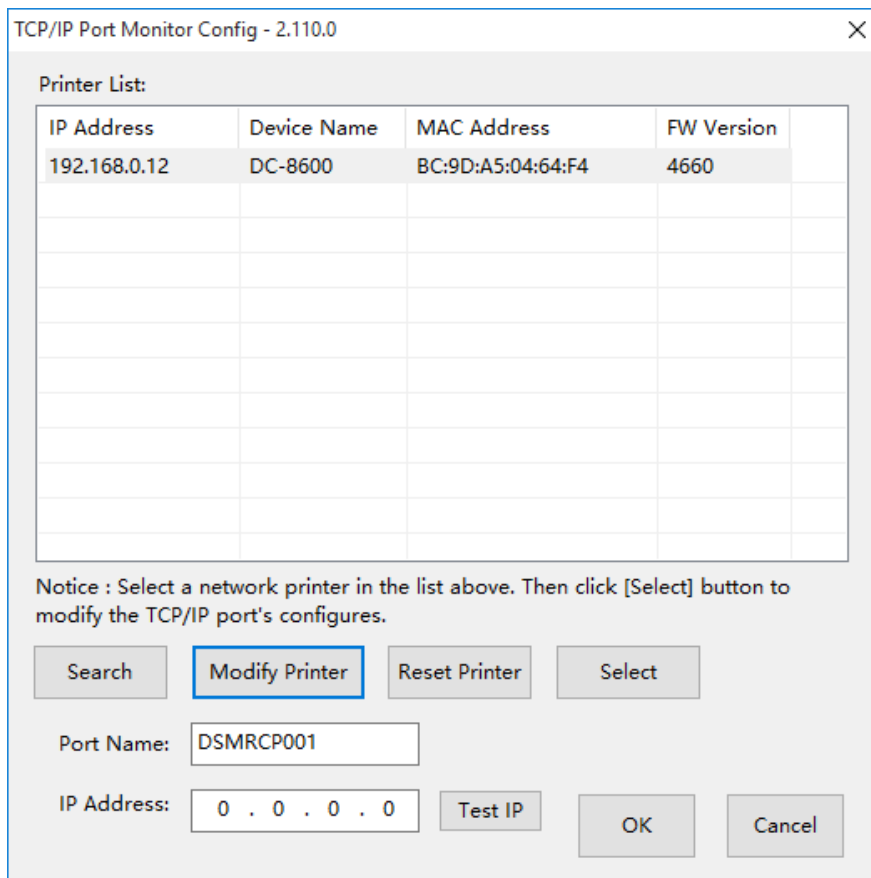 TCP/IP Port Monitor Config - 2.110.0
Printer List:
IP Address Device Name MAC Address FW Version
192.168.0.12 DC-8600 BC:9D:A5:04:64:F4 4660
Notice : Select a network printer in the list above. Then click [Select] button to
modify the TCP/IP port's configures.
Search Modify Printer Reset Printer Select
Port Name: DSMRCP001
IP Address: 0 . 0 . 0 . 0 Test IP
OK Cancel